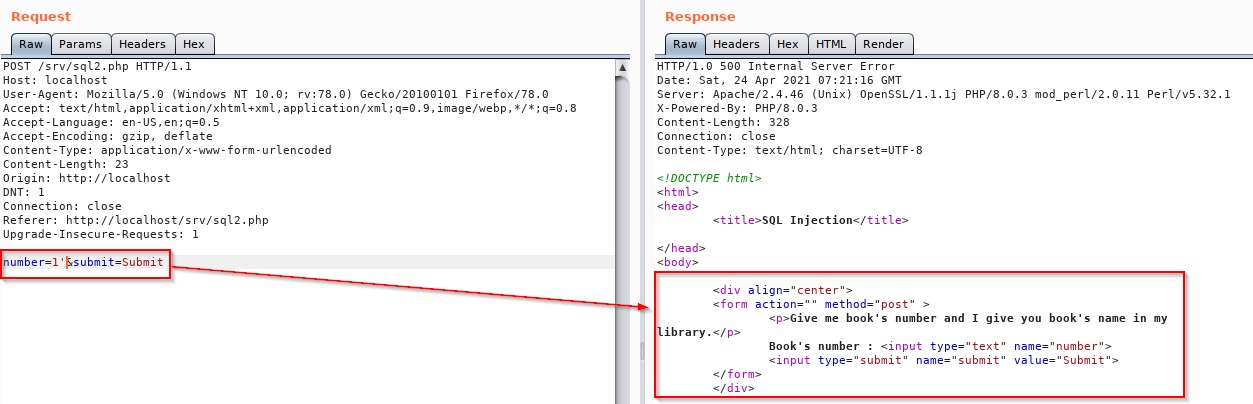 Request
Raw Params Headers Hex
POST /srv/sql2.php HTTP/1.1
Host: localhost
User-Agent: Mozilla/5.0 (Windows NT 10.0; rv:78.0) Gecko/20100101 Firefox/78.0
Accept: text/html,application/xhtml+xml,application/xml;q=0.9,image/webp,*/*;q=0.8
Accept-Language: en-US,en;q=0.5
Accept-Encoding: gzip, deflate
Content-Type: application/x-www-form-urlencoded
Content-Length: 23
Origin: http://localhost
DNT: 1
Connection: close
Referer: http://localhost/srv/sql2.php
Upgrade-Insecure-Requests: 1
number=1'&submit=Submit
Response
Raw Headers Hex HTML Render
HTTP/1.0 500 Internal Server Error
Date: Sat, 24 Apr 2021 07:21:16 GMT
Server: Apache/2.4.46 (Unix) OpenSSL/1.1.1j PHP/8.0.3 mod_perl/2.0.11 Perl/v5.32.1
X-Powered-By: PHP/8.0.3
Content-Length: 328
Connection: close
Content-Type: text/html; charset=UTF-8
<!DOCTYPE html>
<html>
<head>
<title>SQL Injection</title>
</head>
<body>
<div align="center">
<form action="" method="post" >
<p>Give me book's number and I give you book's name in my
library.</p>
Book's number : <input type="text" name="number">
<input type="submit" name="submit" value="Submit">
</form>
</div>